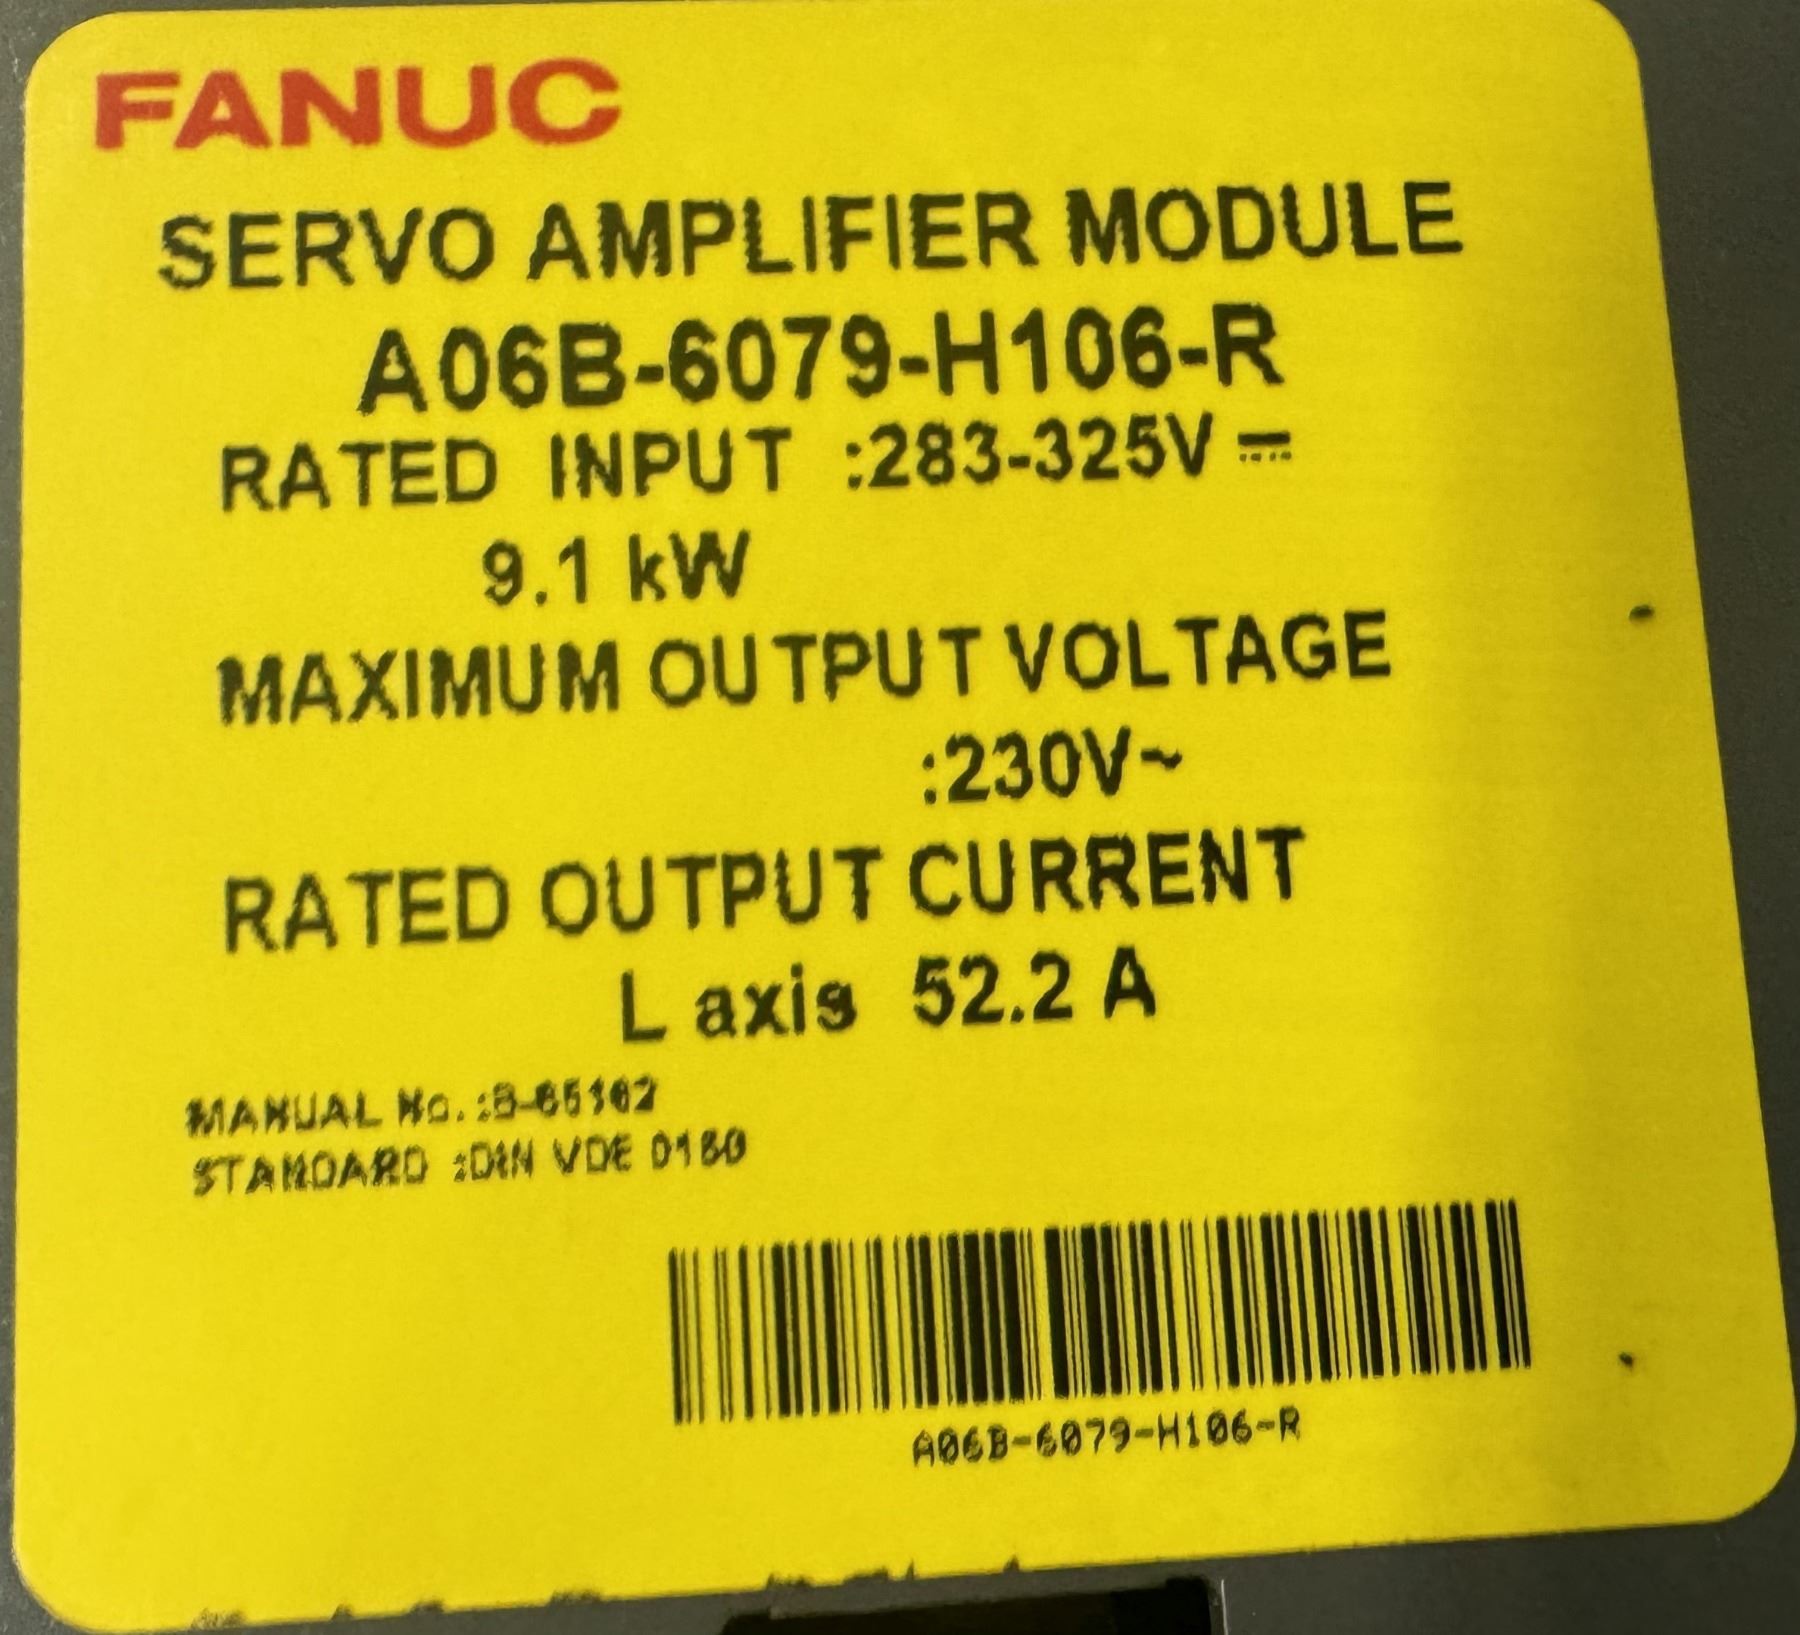 FANUC
SERVO AMPLIFIER MODULE
A06B-6079-H106-R
RATED INPUT :283-325V ⎓
9.1 kW
MAXIMUM OUTPUT VOLTAGE
:230V~
RATED OUTPUT CURRENT
L axis 52.2 A
MANUAL No.:B-65162
STANDARD :DIN VDE 0160
A06B-6079-H106-R